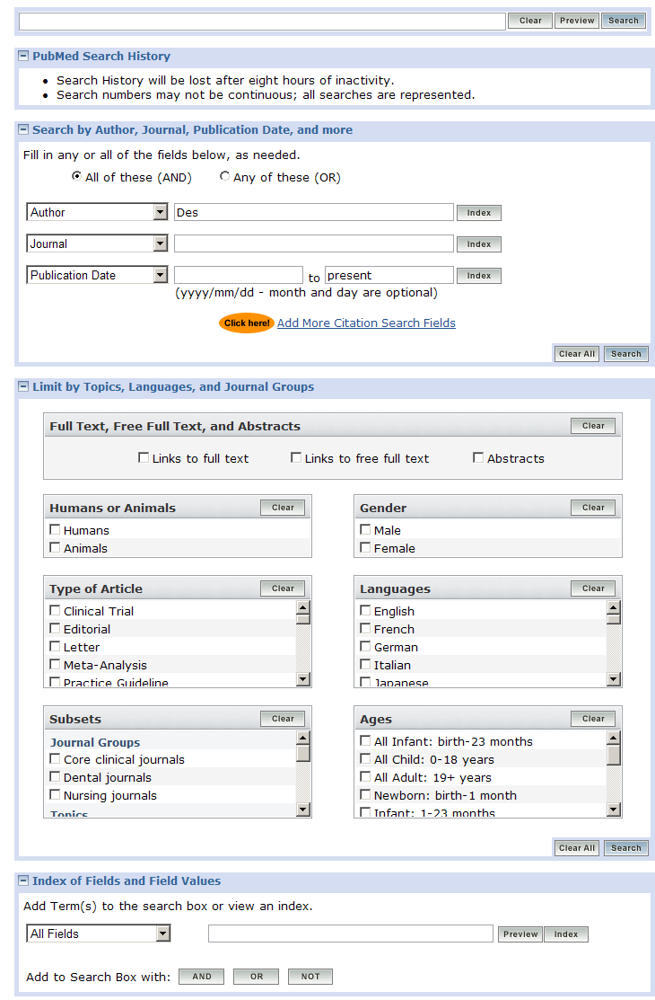 Clear Preview Search
PubMed Search History
• Search History will be lost after eight hours of inactivity.
• Search numbers may not be continuous; all searches are represented.
Search by Author, Journal, Publication Date, and more
Fill in any or all of the fields below, as needed.
All of these (AND) Any of these (OR)
Author Des Index
Journal Index
Publication Date to present Index
(yyyy/mm/dd - month and day are optional)
Click here! Add More Citation Search Fields
Clear All Search
Limit by Topics, Languages, and Journal Groups
Full Text, Free Full Text, and Abstracts Clear
Links to full text Links to free full text Abstracts
Humans or Animals Clear
Humans
Animals
Gender Clear
Male
Female
Type of Article Clear
Clinical Trial
Editorial
Letter
Meta-Analysis
Practice Guideline
Languages Clear
English
French
German
Italian
Japanese
Subsets Clear
Journal Groups
Core clinical journals
Dental journals
Nursing journals
Topics
Ages Clear
All Infant: birth-23 months
All Child: 0-18 years
All Adult: 19+ years
Newborn: birth-1 month
Infant: 1-23 months
Clear All Search
Index of Fields and Field Values
Add Term(s) to the search box or view an index.
All Fields Preview Index
Add to Search Box with: AND OR NOT